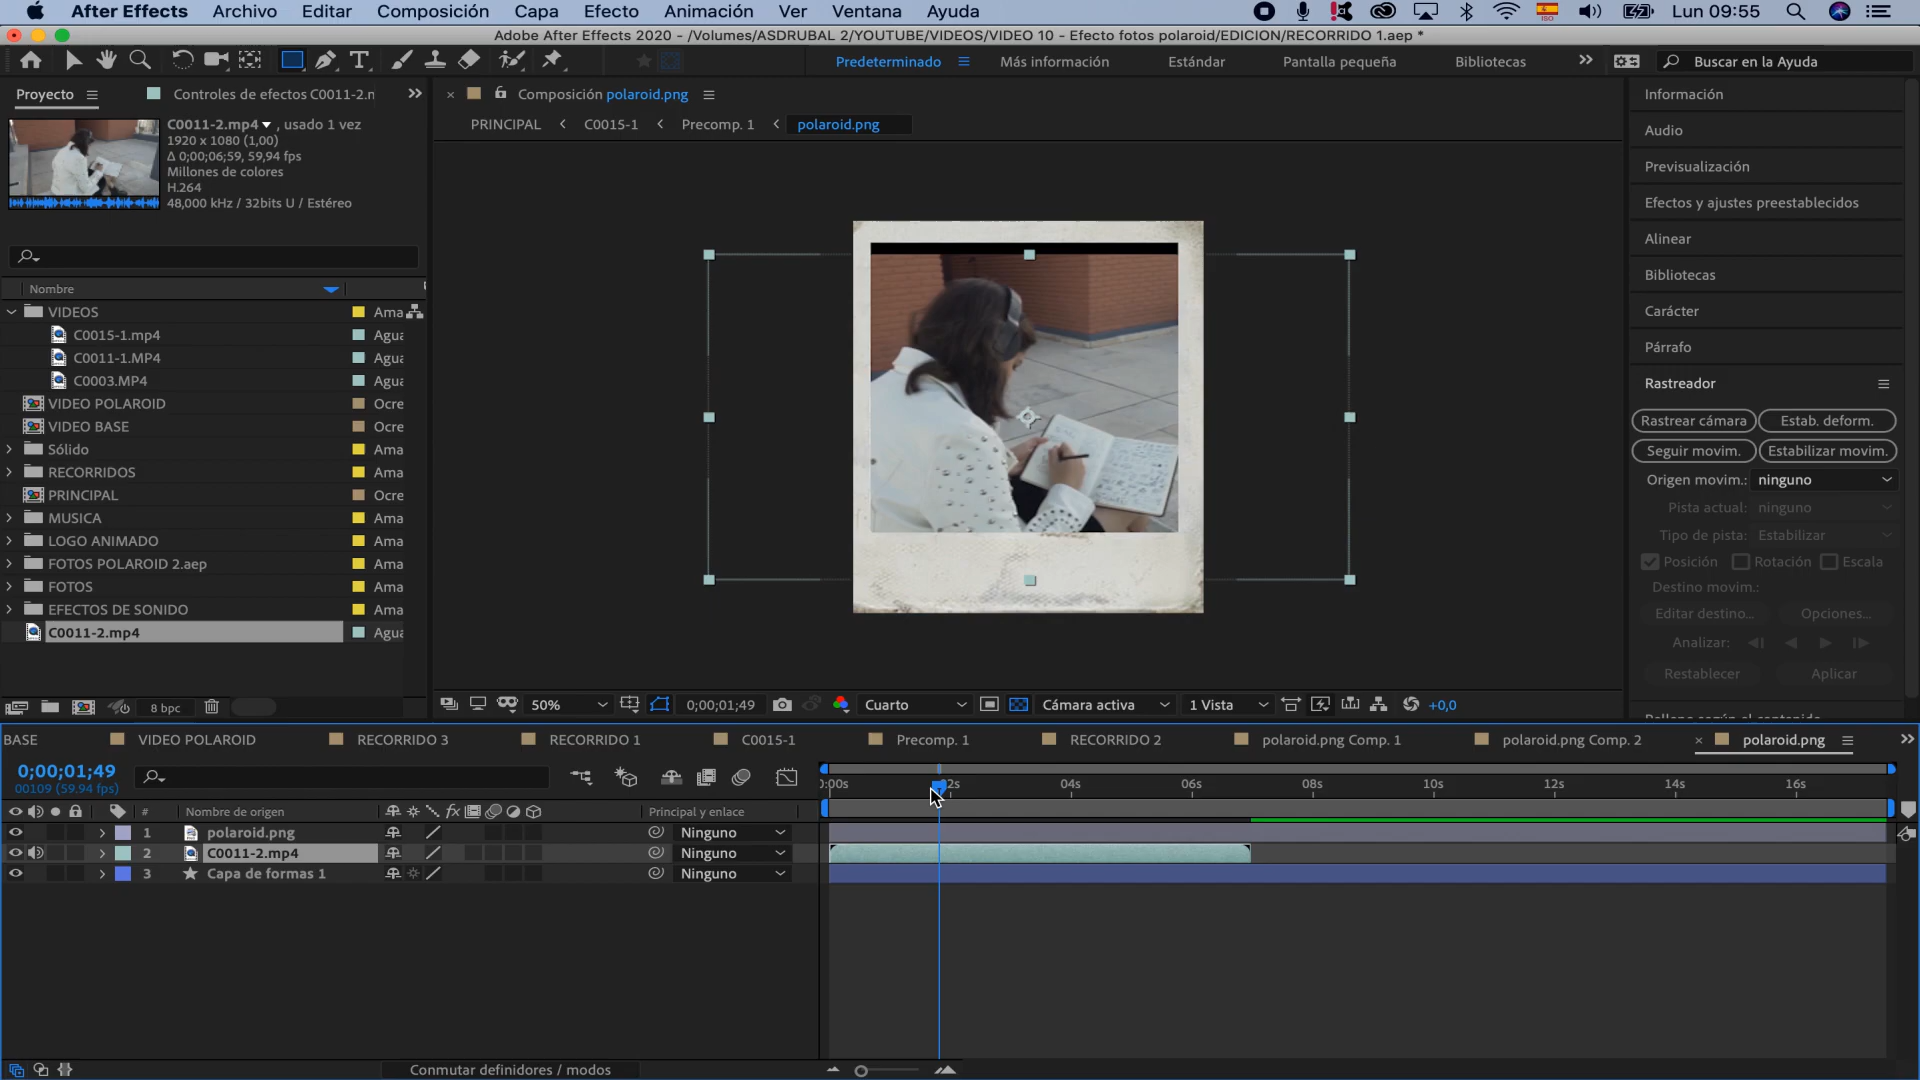 After Effects Archivo Editar Composición Capa Efecto Animación Ver Ventana Ayuda Lun 09:55
Adobe After Effects 2020 - /Volumes/ASDRUBAL 2/YOUTUBE/VIDEOS/VIDEO 10 - Efecto fotos polaroid/EDICION/RECORRIDO 1.aep *
Predeterminado Más información Estándar Pantalla pequeña Bibliotecas Buscar en la Ayuda
Proyecto Controles de efectos C0011-2.n
C0011-2.mp4 , usado 1 vez
1920 x 1080 (1,00)
Δ 0;00;06;59, 59,94 fps
Millones de colores
H.264
48,000 kHz / 32bits U / Estéreo
Nombre
VIDEOS Ama
C0015-1.mp4 Agua
C0011-1.MP4 Agua
C0003.MP4 Agua
VIDEO POLAROID Ocre
VIDEO BASE Ocre
Sólido Ama
RECORRIDOS Ama
PRINCIPAL Ocre
MUSICA Ama
LOGO ANIMADO Ama
FOTOS POLAROID 2.aep Ama
FOTOS Ama
EFECTOS DE SONIDO Ama
C0011-2.mp4 Agua
8 bpc
Composición polaroid.png
PRINCIPAL C0015-1 Precomp. 1 polaroid.png
50% 0;00;01;49 Cuarto Cámara activa 1 Vista +0,0
Información
Audio
Previsualización
Efectos y ajustes preestablecidos
Alinear
Bibliotecas
Carácter
Párrafo
Rastreador
Rastrear cámara Estab. deform.
Seguir movim. Estabilizar movim.
Origen movim.: ninguno
Pista actual: ninguno
Tipo de pista: Estabilizar
Posición Rotación Escala
Destino movim.:
Editar destino... Opciones...
Analizar:
Restablecer Aplicar
BASE VIDEO POLAROID RECORRIDO 3 RECORRIDO 1 C0015-1 Precomp. 1 RECORRIDO 2 polaroid.png Comp. 1 polaroid.png Comp. 2 polaroid.png
0;00;01;49
00109 (59.94 fps)
0:00s 02s 04s 06s 08s 10s 12s 14s 16s
# Nombre de origen fx Principal y enlace
1 polaroid.png Ninguno
2 C0011-2.mp4 Ninguno
3 Capa de formas 1 Ninguno
Conmutar definidores / modos